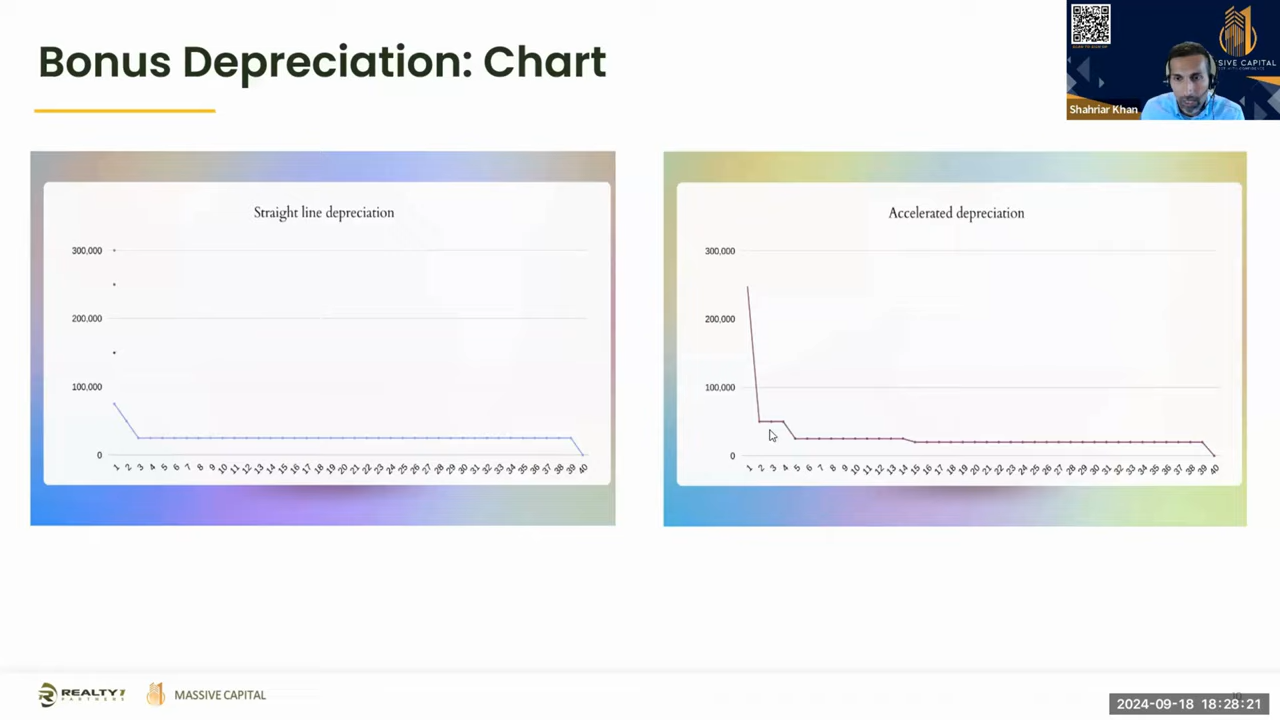 Bonus Depreciation: Chart
SCAN TO SIGN UP
SIVE CAPITAL
Shahriar Khan
Straight line depreciation
300,000
200,000
100,000
0
1 2 3 4 5 6 7 8 9 10 11 12 13 14 15 16 17 18 19 20 21 22 23 24 25 26 27 28 29 30 31 32 33 34 35 36 37 38 39 40
Accelerated depreciation
300,000
200,000
100,000
0
1 2 3 4 5 6 7 8 9 10 11 12 13 14 15 16 17 18 19 20 21 22 23 24 25 26 27 28 29 30 31 32 33 34 35 36 37 38 39 40
REALTY1
PARTNERS
MASSIVE CAPITAL
2024-09-18 18:28:21